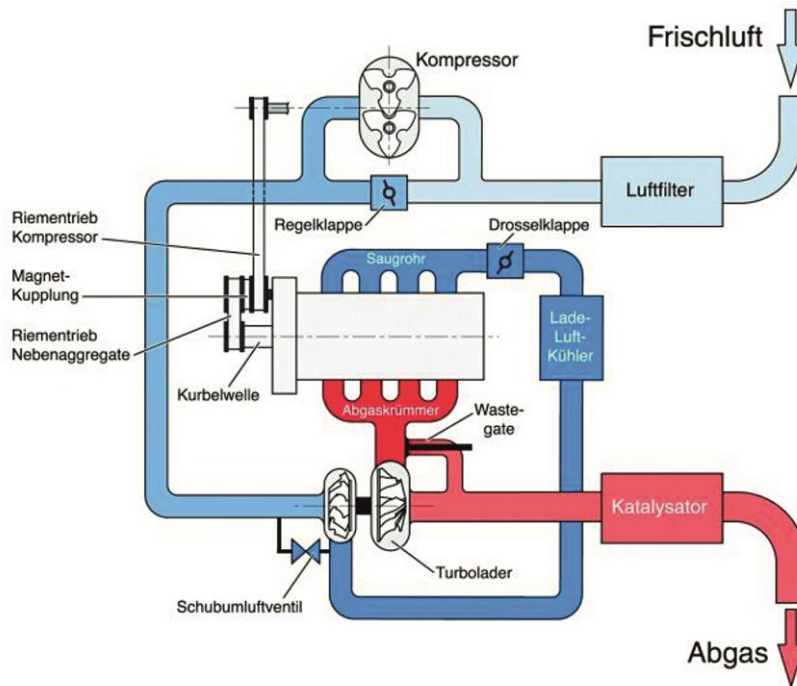 Kompressor
Frischluft
Luftfilter
Riementrieb
Kompressor
Regelklappe
Drosselklappe
Saugrohr
Magnet-
Kupplung
Lade-
Luft-
Kühler
Riementrieb
Nebenaggregate
Kurbelwelle
Abgaskrümmer
Waste-
gate
Katalysator
Turbolader
Schubumluftventil
Abgas